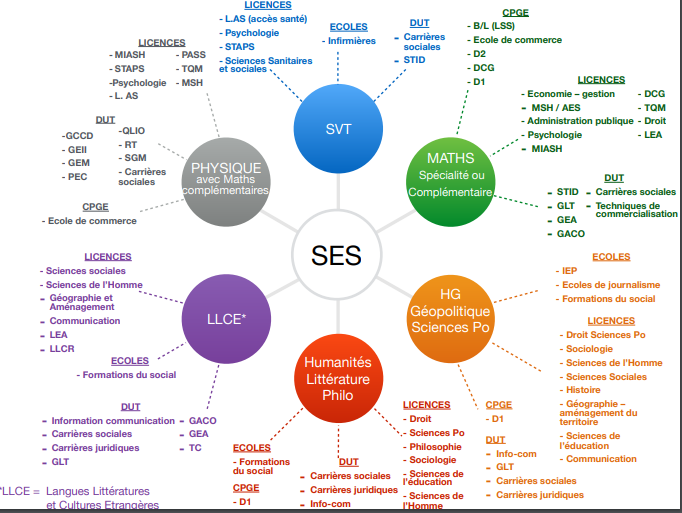 LICENCES
- L.AS (accès santé)
- Psychologie
- STAPS
- Sciences Sanitaires
et sociales
ECOLES
- Infirmières
DUT
- Carrières
sociales
- STID
CPGE
- B/L (LSS)
- Ecole de commerce
- D2
- DCG
- D1
LICENCES
- MIASH
- STAPS
-Psychologie
- L. AS
- PASS
- TQM
- MSH
DUT
-GCCD
- GEII
- GEM
- PEC
-QLIO
- RT
- SGM
- Carrières
sociales
CPGE
- Ecole de commerce
SVT
PHYSIQUE
avec Maths
complémentaires
MATHS
Spécialité ou
Complémentaire
LICENCES
- Economie – gestion
- MSH / AES
- Administration publique
- Psychologie
- MIASH
- DCG
- TQM
- Droit
- LEA
DUT
- STID
- GLT
- GEA
- GACO
- Carrières sociales
- Techniques de
commercialisation
SES
LICENCES
- Sciences sociales
- Sciences de l'Homme
- Géographie et
Aménagement
- Communication
- LEA
- LLCR
ECOLES
- Formations du social
DUT
- Information communication
- Carrières sociales
- Carrières juridiques
- GLT
- GACO
- GEA
- TC
LLCE*
HG
Géopolitique
Sciences Po
ECOLES
- IEP
- Ecoles de journalisme
- Formations du social
LICENCES
- Droit Sciences Po
- Sociologie
- Sciences de l'Homme
- Sciences Sociales
- Histoire
- Géographie –
aménagement du
territoire
- Sciences de
l'éducation
- Communication
CPGE
- D1
DUT
- Info-com
- GLT
- Carrières sociales
- Carrières juridiques
Humanités
Littérature
Philo
ECOLES
- Formations
du social
CPGE
- D1
DUT
- Carrières sociales
- Carrières juridiques
- Info-com
LICENCES
- Droit
- Sciences Po
- Philosophie
- Sociologie
- Sciences de
l'éducation
- Sciences de
l'Homme
*LLCE = Langues Littératures
et Cultures Etrangères